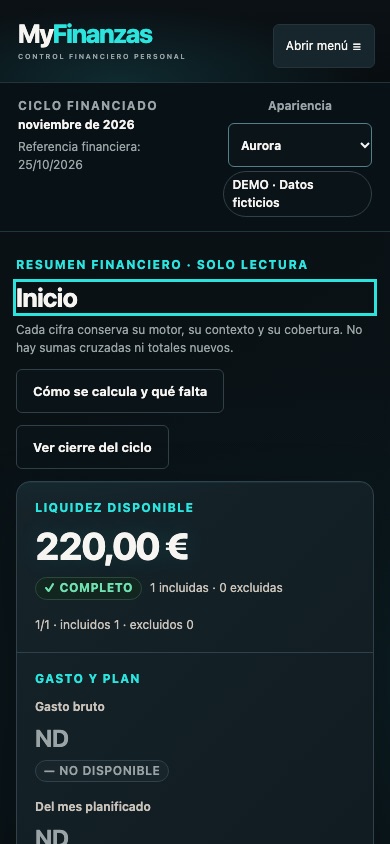 MyFinanzas
CONTROL FINANCIERO PERSONAL
Abrir menú ≡
CICLO FINANCIADO
noviembre de 2026
Referencia financiera:
25/10/2026
Apariencia
Aurora
DEMO · Datos
ficticios
RESUMEN FINANCIERO · SOLO LECTURA
Inicio
Cada cifra conserva su motor, su contexto y su cobertura. No
hay sumas cruzadas ni totales nuevos.
Cómo se calcula y qué falta
Ver cierre del ciclo
LIQUIDEZ DISPONIBLE
220,00 €
✓ COMPLETO 1 incluidas · 0 excluidas
1/1 · incluidos 1 · excluidos 0
GASTO Y PLAN
Gasto bruto
ND
— NO DISPONIBLE
Del mes planificado
ND